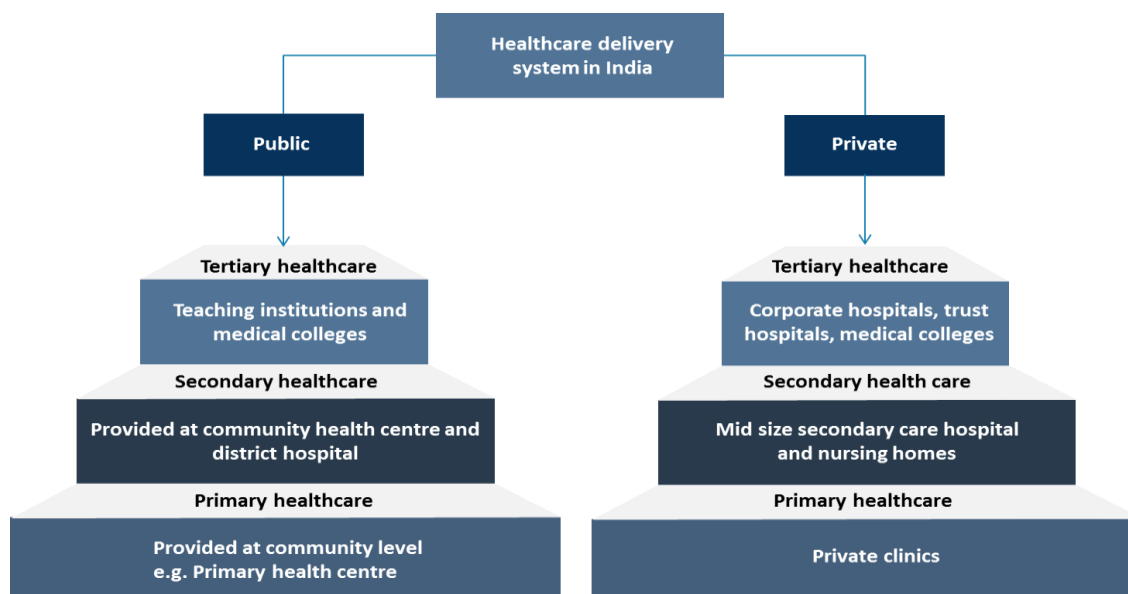 Healthcare delivery
system in India
Public
Private
Tertiary healthcare
Teaching institutions and
medical colleges
Secondary healthcare
Provided at community health centre and
district hospital
Primary healthcare
Provided at community level
e.g. Primary health centre
Tertiary healthcare
Corporate hospitals, trust
hospitals, medical colleges
Secondary health care
Mid size secondary care hospital
and nursing homes
Primary healthcare
Private clinics